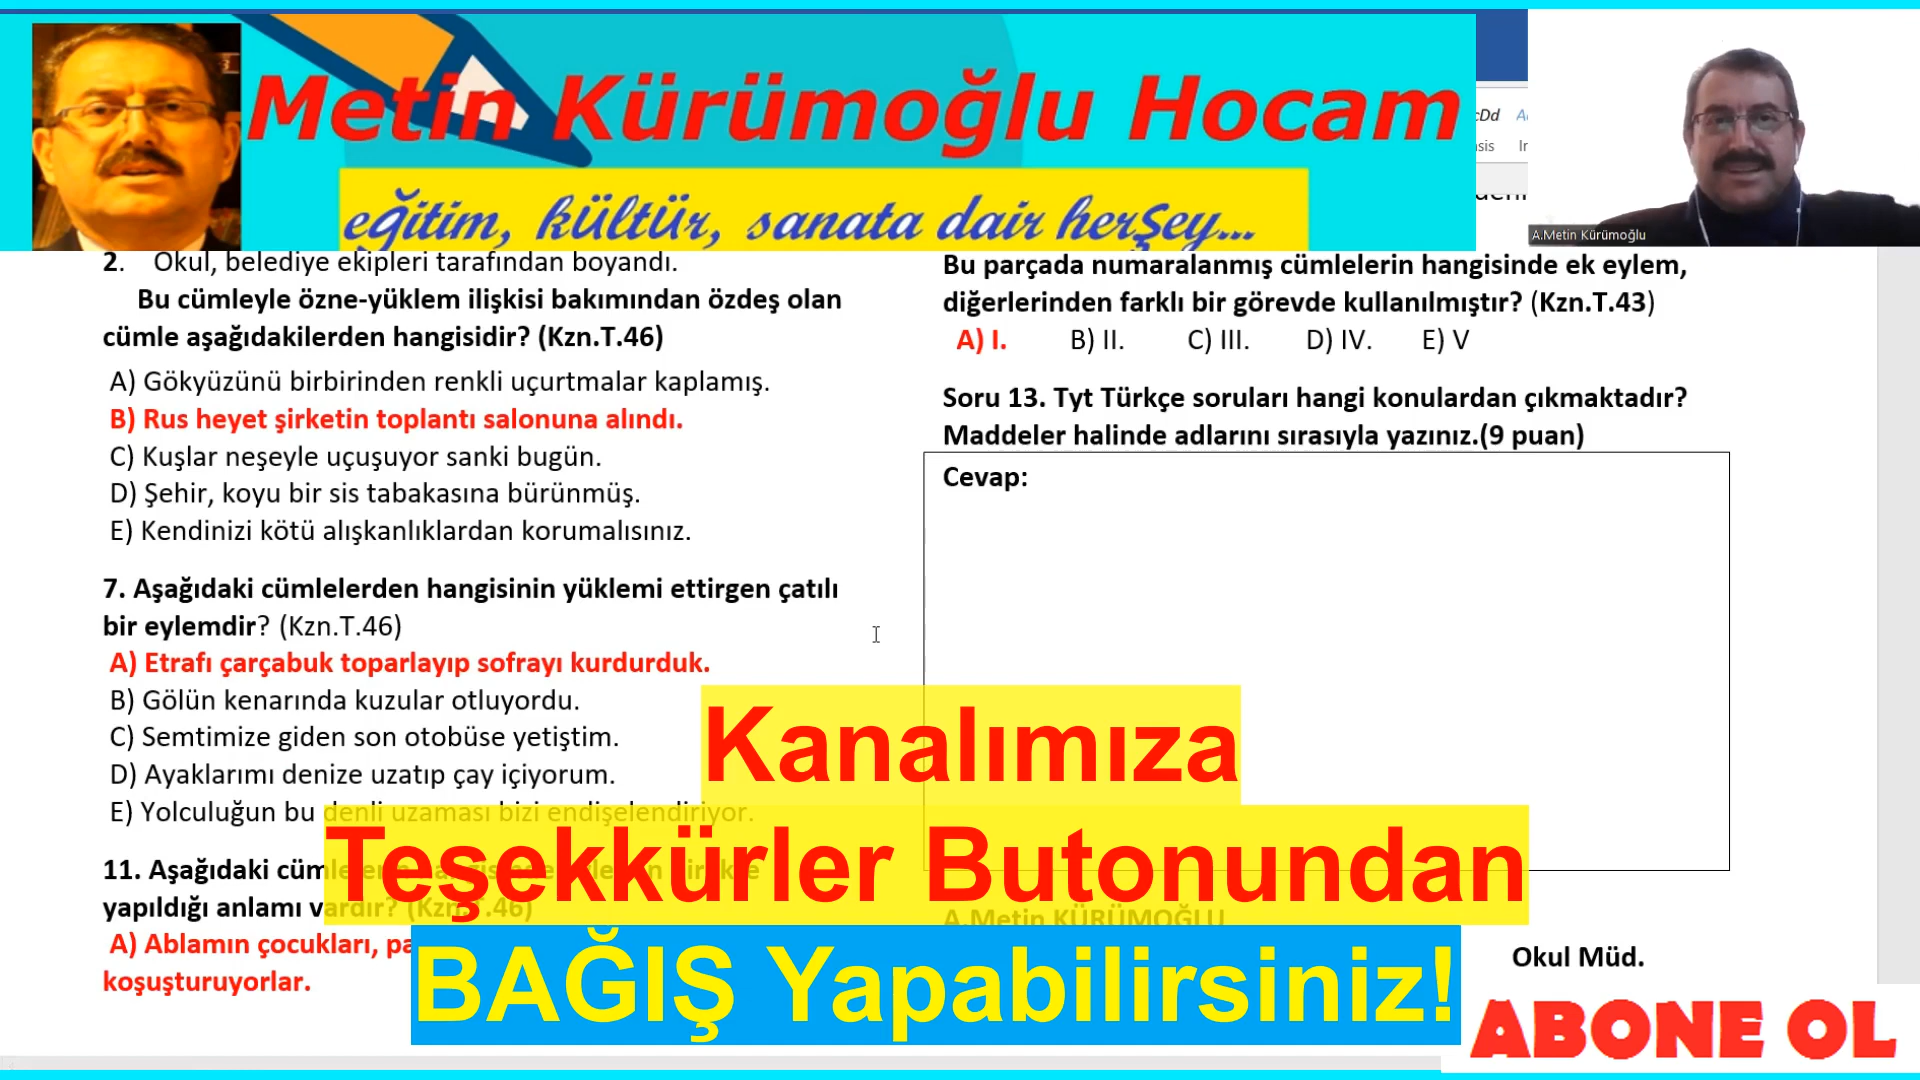 Metin Kürümoğlu Hocam
eğitim, kültür, sanata dair herşey...
A.Metin Kürümoğlu
2. Okul, belediye ekipleri tarafından boyandı.
Bu cümleyle özne-yüklem ilişkisi bakımından özdeş olan
cümle aşağıdakilerden hangisidir? (Kzn.T.46)
A) Gökyüzünü birbirinden renkli uçurtmalar kaplamış.
B) Rus heyet şirketin toplantı salonuna alındı.
C) Kuşlar neşeyle uçuşuyor sanki bugün.
D) Şehir, koyu bir sis tabakasına bürünmüş.
E) Kendinizi kötü alışkanlıklardan korumalısınız.
7. Aşağıdaki cümlelerden hangisinin yüklemi ettirgen çatılı
bir eylemdir? (Kzn.T.46)
A) Etrafı çarçabuk toparlayıp sofrayı kurdurduk.
B) Gölün kenarında kuzular otluyordu.
C) Semtimize giden son otobüse yetiştim.
D) Ayaklarımı denize uzatıp çay içiyorum.
E) Yolculuğun bu denli uzaması bizi endişelendiriyor.
11. Aşağıdaki
yapıldığı anlamı vardır? (Kzn.T.46)
A) Ablamın çocukları,
koşuşturuyorlar.
Bu parçada numaralanmış cümlelerin hangisinde ek eylem,
diğerlerinden farklı bir görevde kullanılmıştır? (Kzn.T.43)
A) I. B) II. C) III. D) IV. E) V
Soru 13. Tyt Türkçe soruları hangi konulardan çıkmaktadır?
Maddeler halinde adlarını sırasıyla yazınız.(9 puan)
Cevap:
A.Metin KÜRÜMOĞLU
Okul Müd.
Kanalımıza
Teşekkürler Butonundan
BAĞIŞ Yapabilirsiniz!
ABONE OL